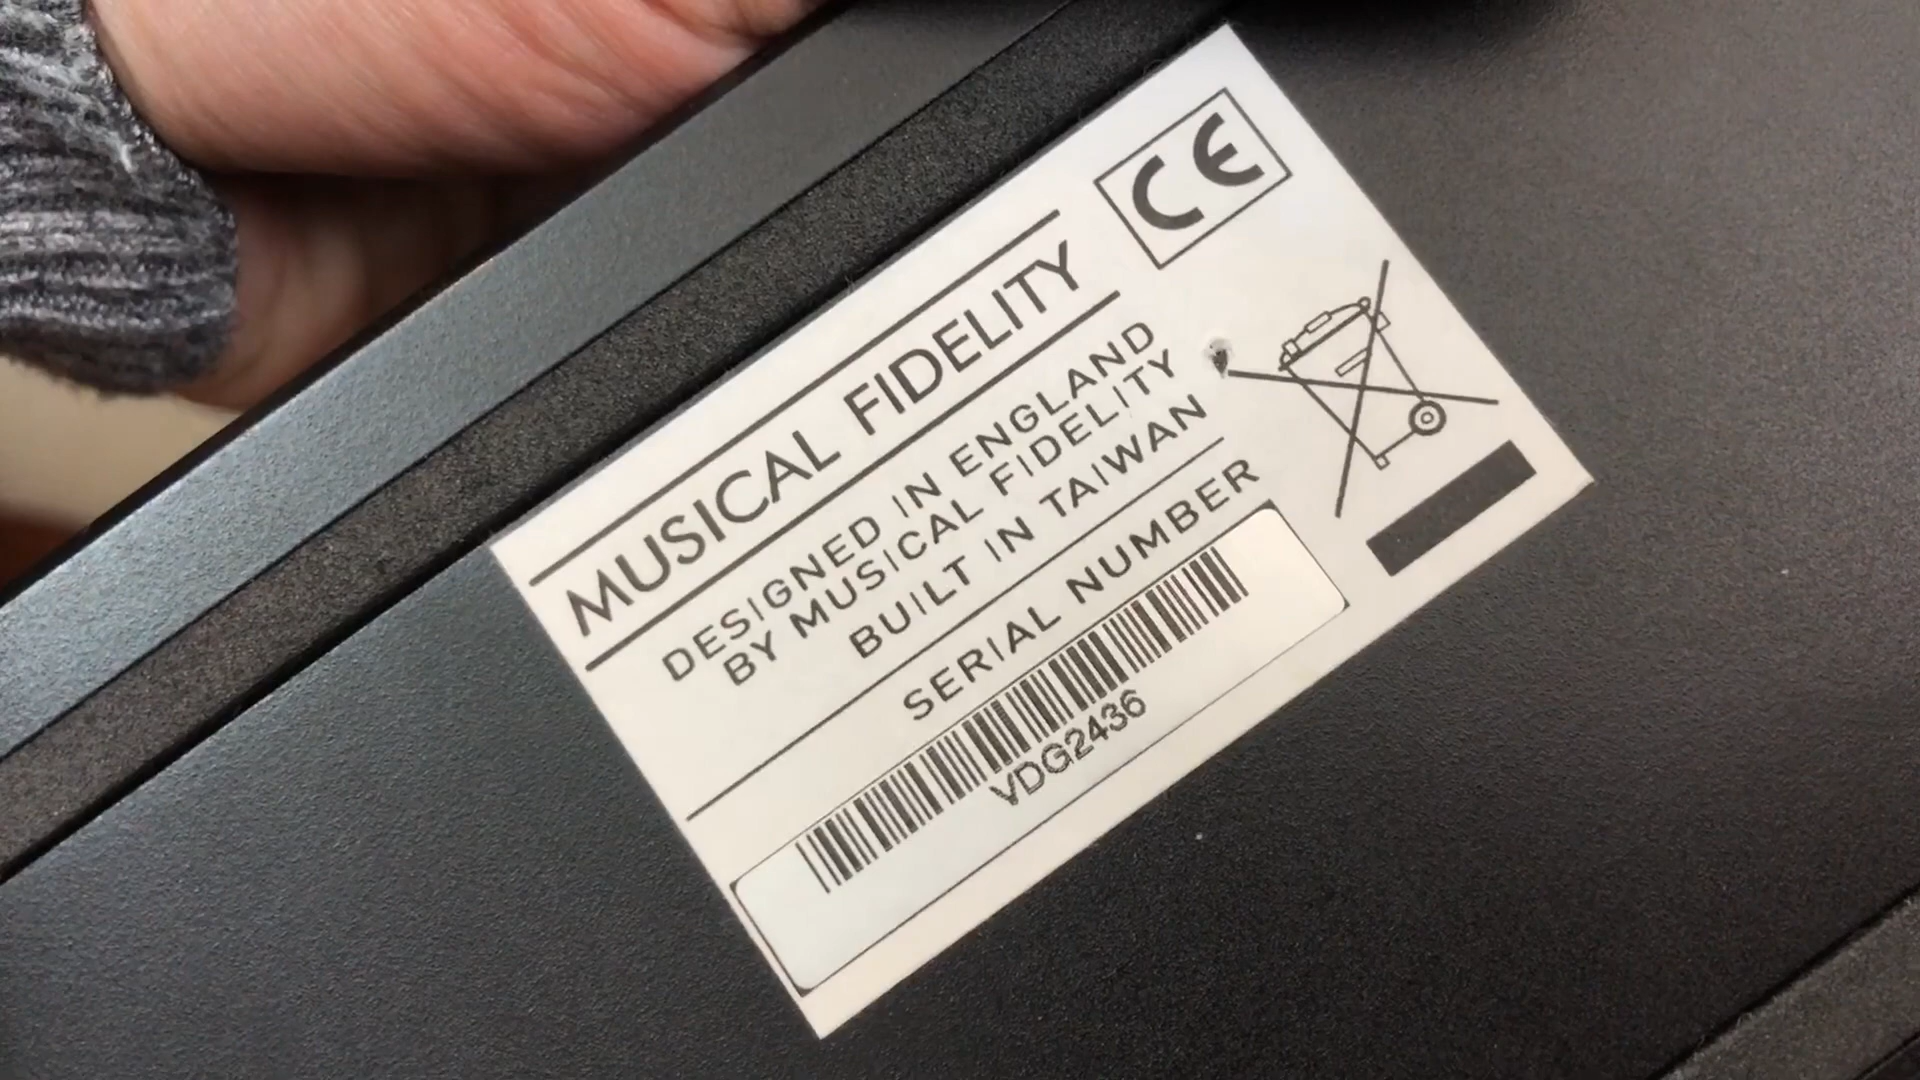 CE
MUSICAL FIDELITY
DESIGNED IN ENGLAND
BY MUSICAL FIDELITY
BUILT IN TAIWAN
SERIAL NUMBER
VDG2436